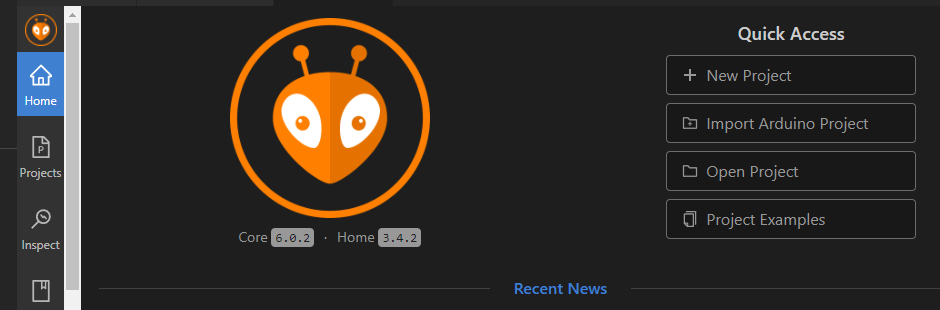 Home
Projects
Inspect
Core 6.0.2 · Home 3.4.2
Quick Access
New Project
Import Arduino Project
Open Project
Project Examples
Recent News